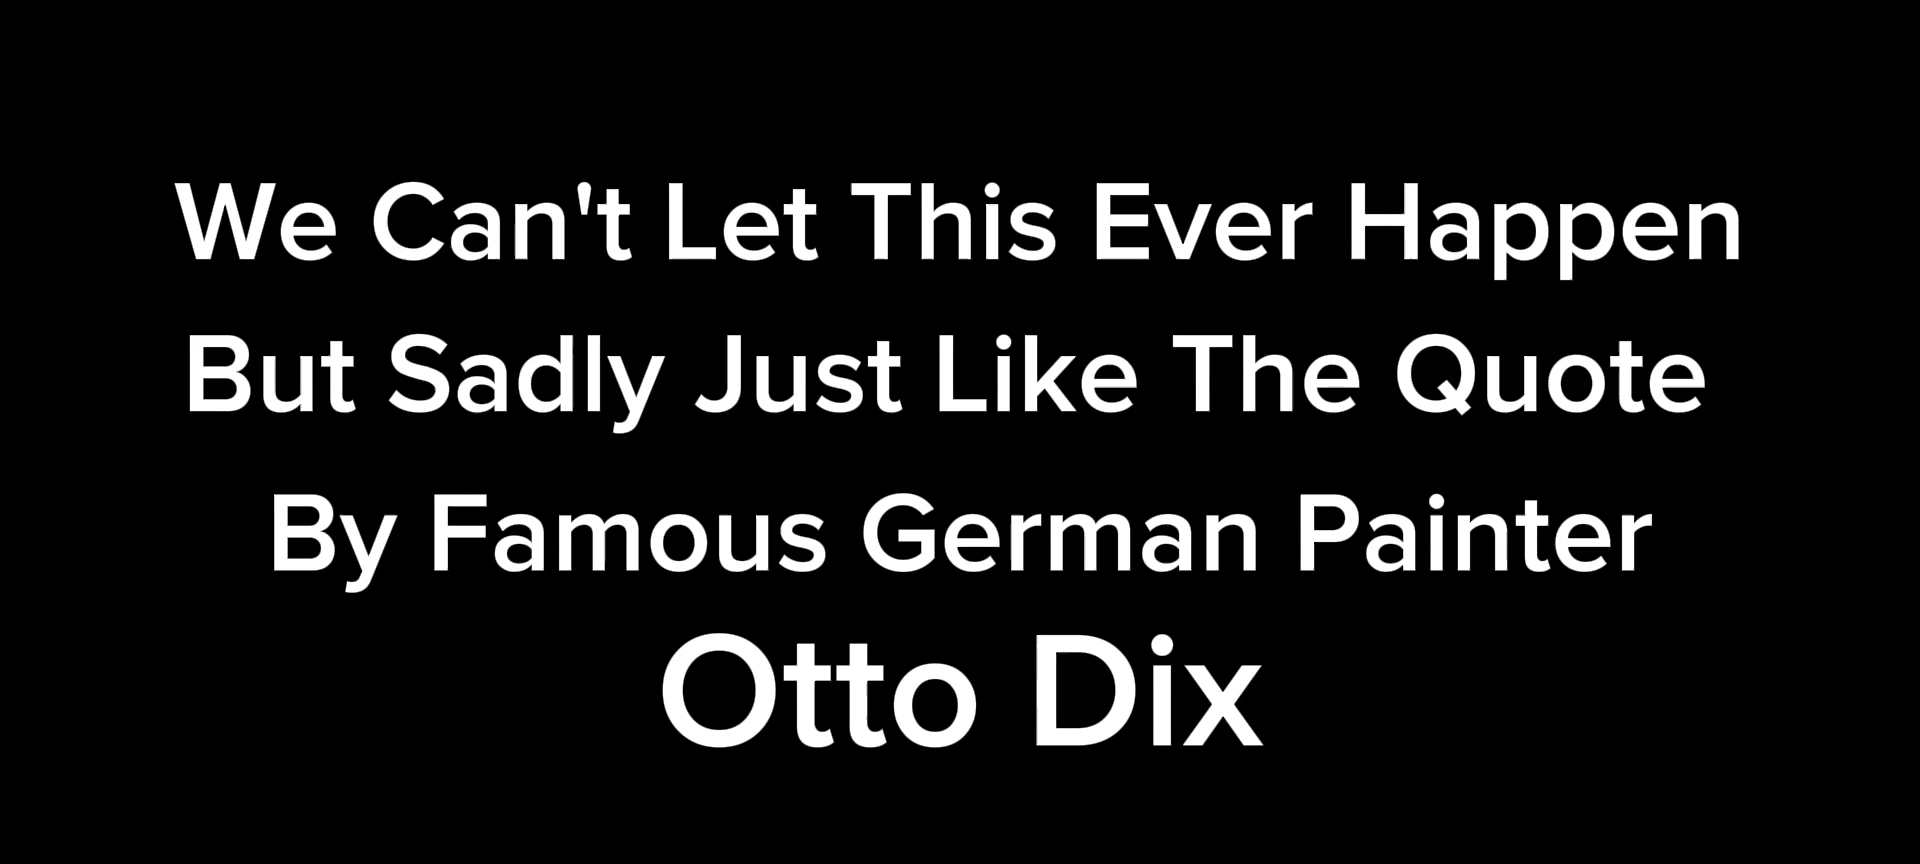 We Can't Let This Ever Happen
But Sadly Just Like The Quote
By Famous German Painter
Otto Dix